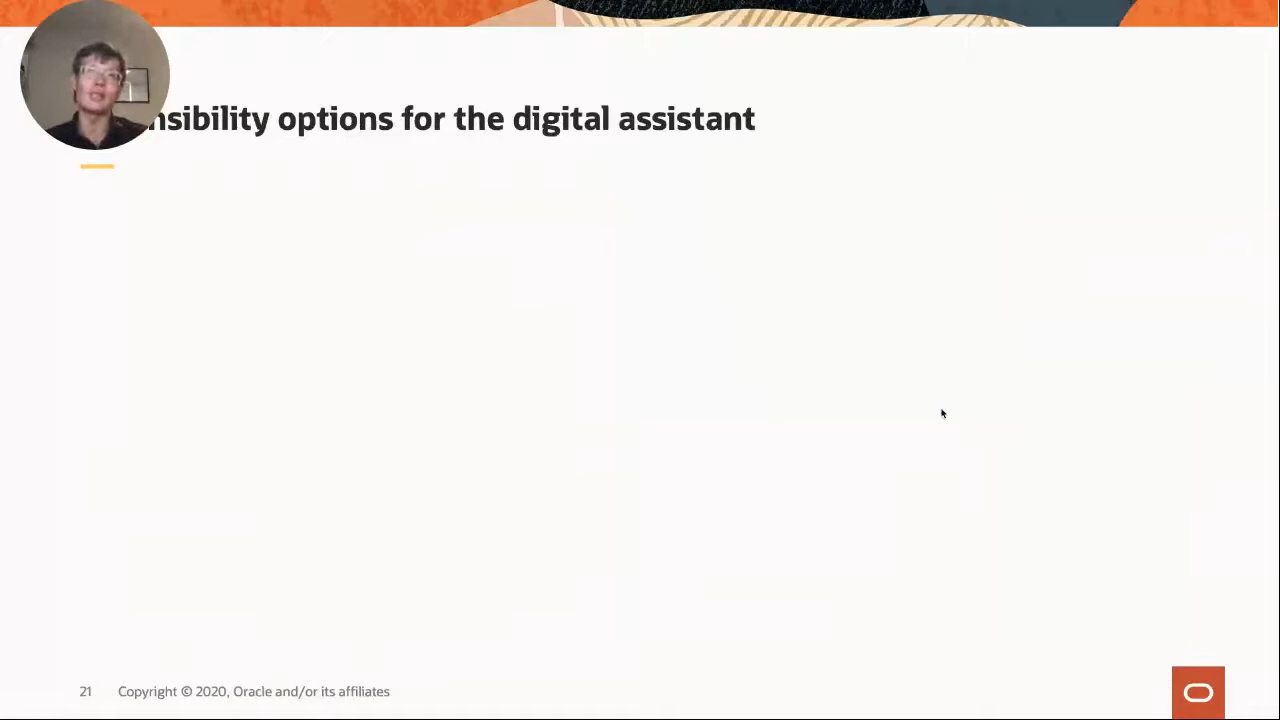 nsibility options for the digital assistant
21 Copyright © 2020, Oracle and/or its affiliates